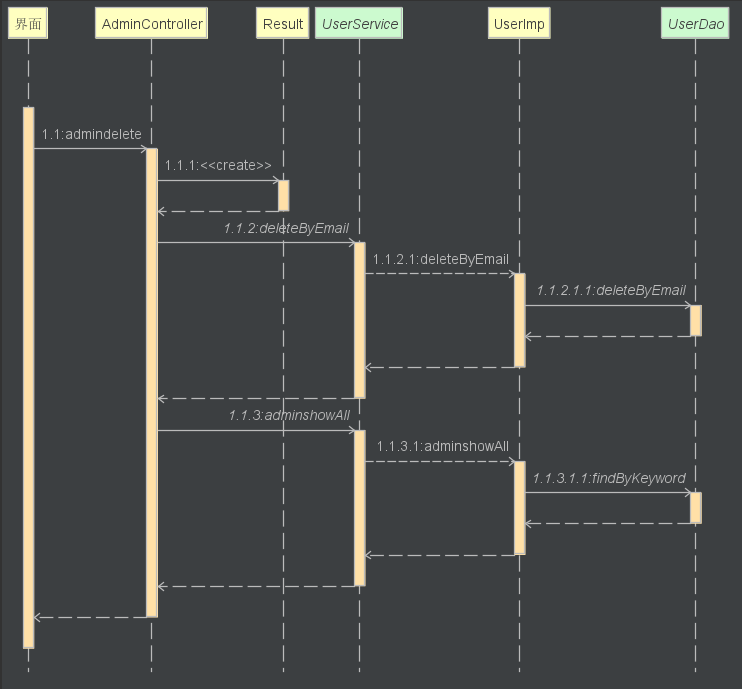 界面
AdminController
Result
UserService
UserImp
UserDao
1.1:admindelete
1.1.1:<<create>>
1.1.2:deleteByEmail
1.1.2.1:deleteByEmail
1.1.2.1.1:deleteByEmail
1.1.3:adminshowAll
1.1.3.1:adminshowAll
1.1.3.1.1:findByKeyword